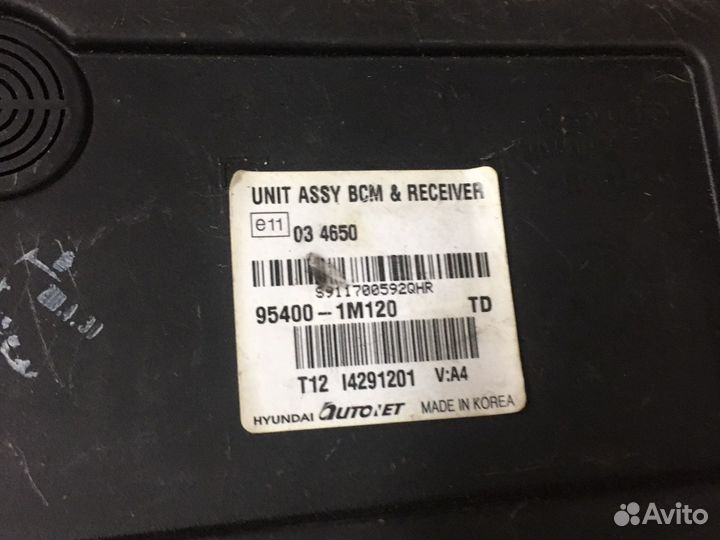 UNIT ASSY BCM & RECEIVER
e11 03 4650
S911700592QHR
95400-1M120 TD
T12 I4291201 V:A4
HYUNDAI AUTONET MADE IN KOREA
Avito